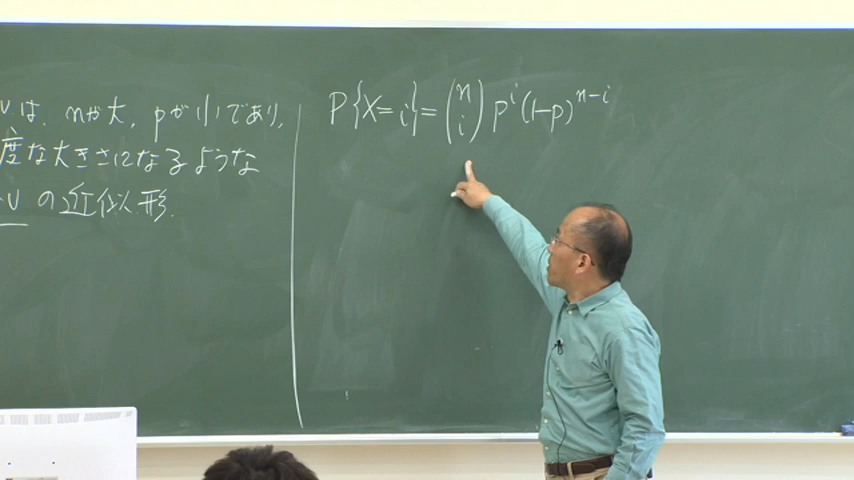 は, nが大, pが小であり,
度な大きさになるような
の近似形.
P{X=i}=(n i) p^i (1-p)^{n-i}